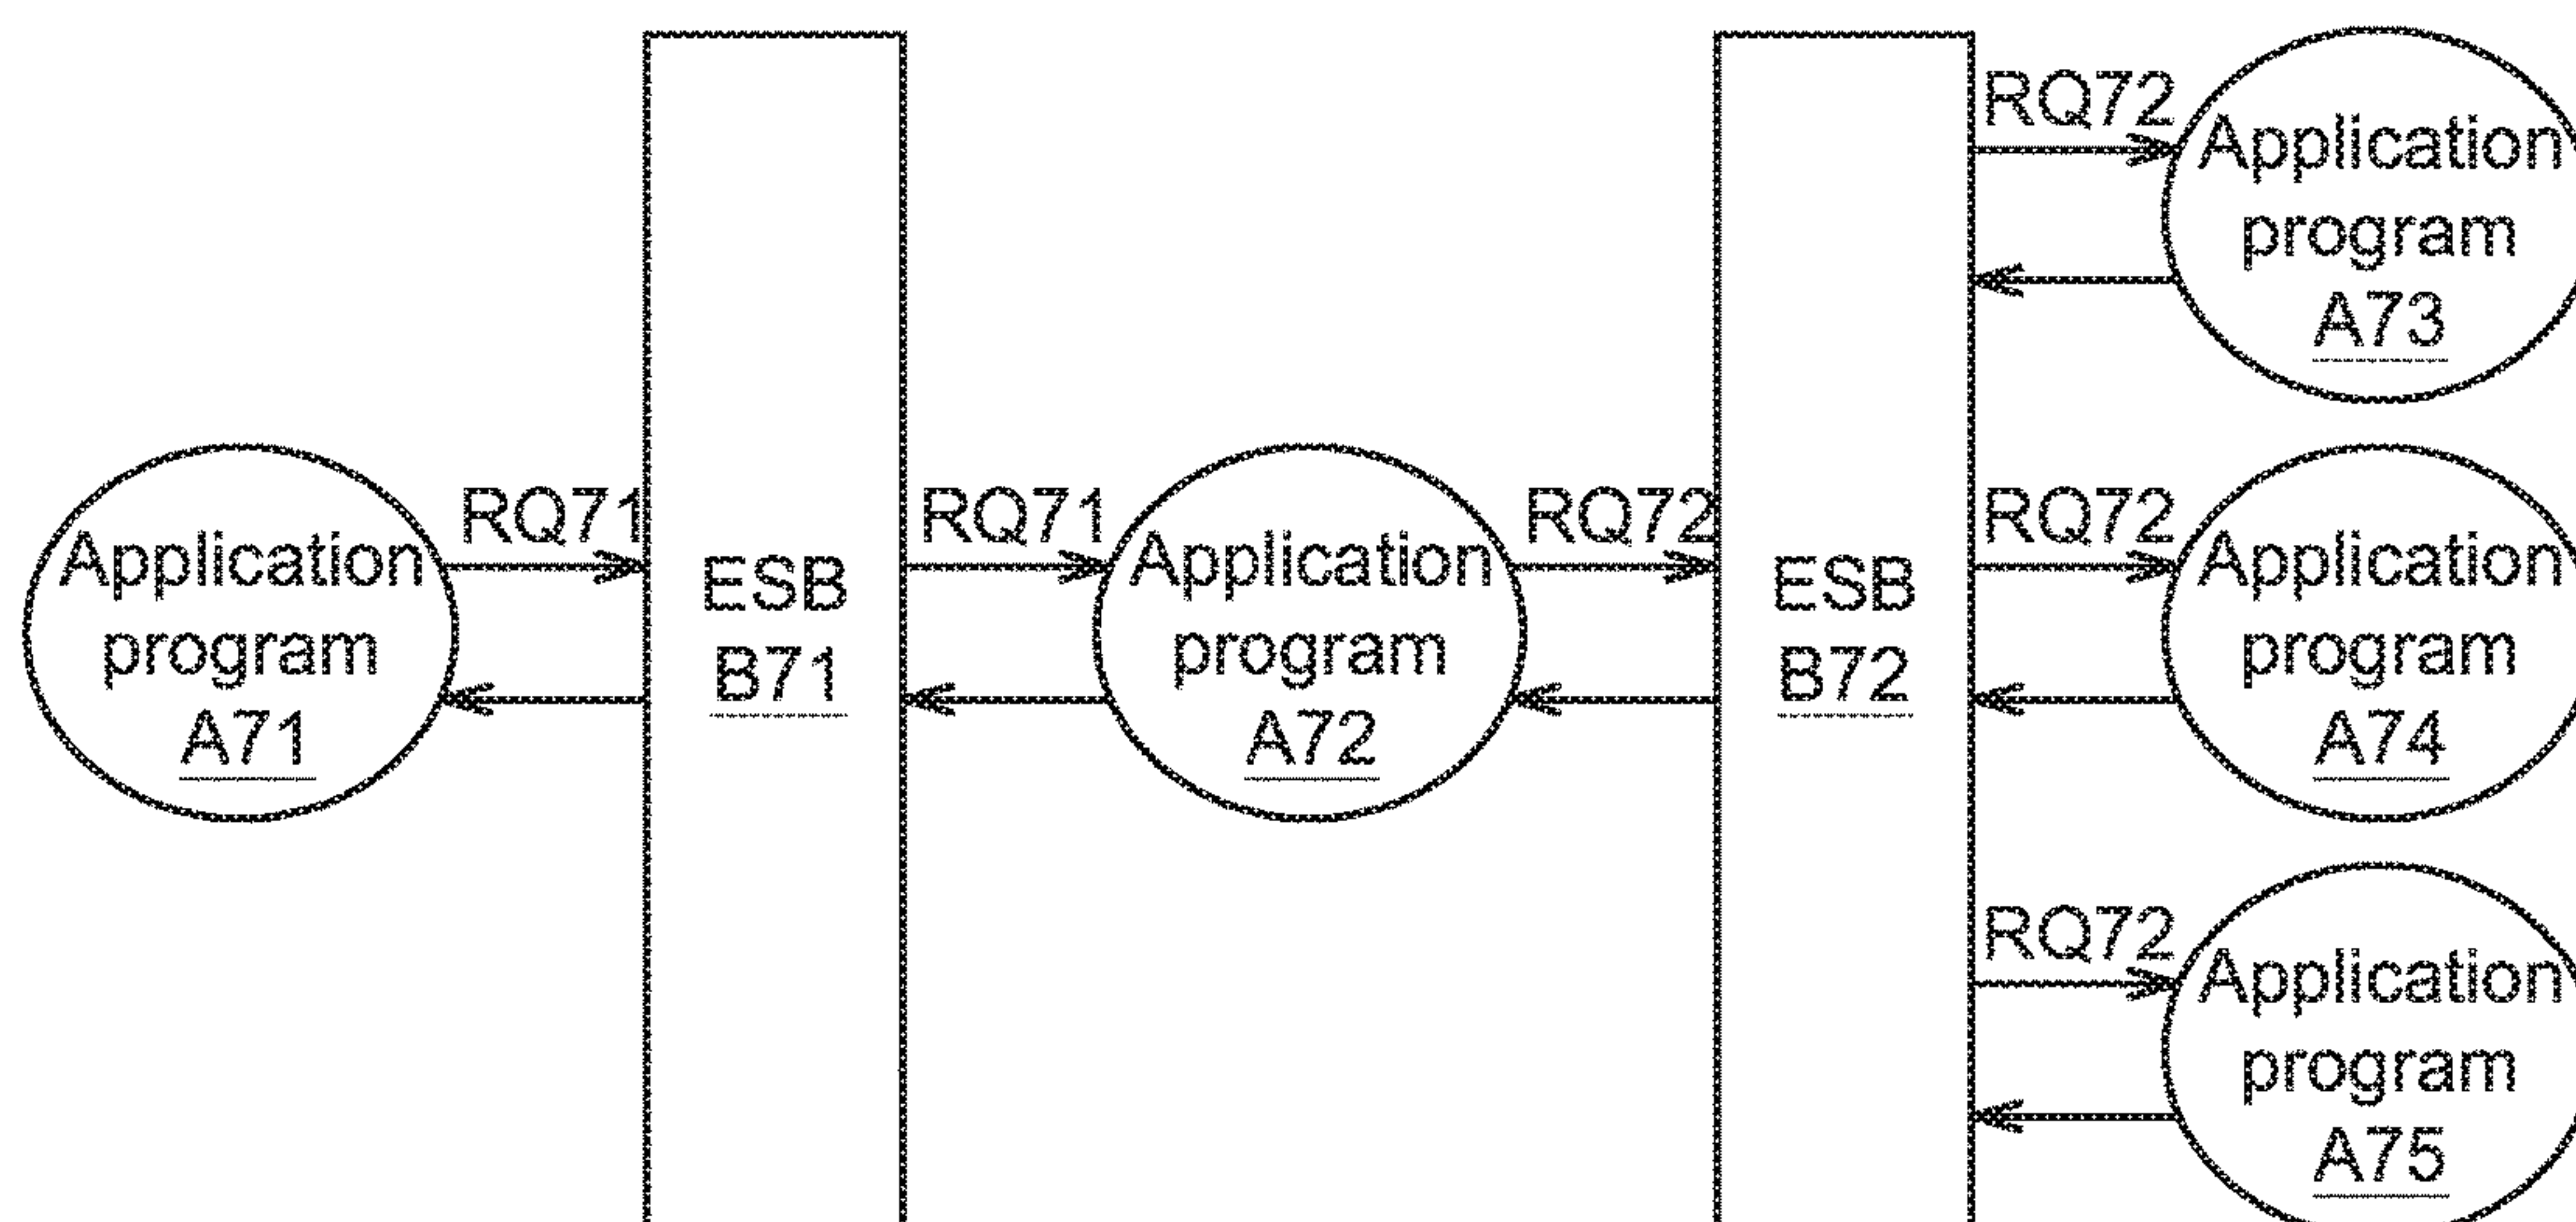 RQ72
Application
program
A73
RQ71
Application
program
A71
ESB
B71
RQ71
Application
program
A72
RQ72
ESB
B72
RQ72
Application
program
A74
RQ72
Application
program
A75